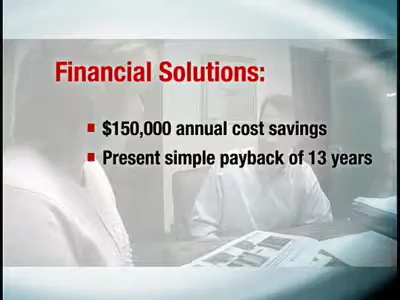 Financial Solutions:
$150,000 annual cost savings
Present simple payback of 13 years